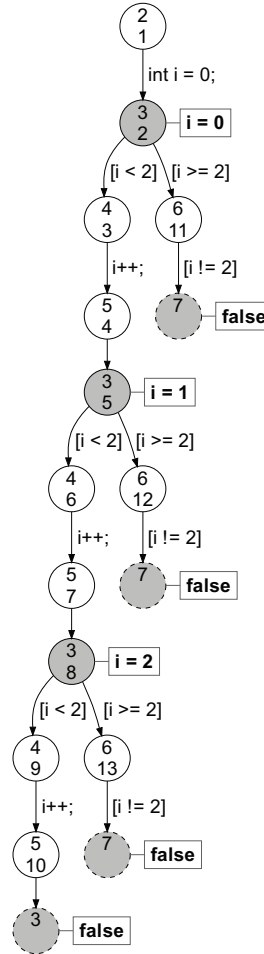 2
1
int i = 0;
3
2
i = 0
[i < 2]
[i >= 2]
4
3
6
11
i++;
[i != 2]
5
4
7
false
3
5
i = 1
[i < 2]
[i >= 2]
4
6
6
12
i++;
[i != 2]
5
7
7
false
3
8
i = 2
[i < 2]
[i >= 2]
4
9
6
13
i++;
[i != 2]
5
10
7
false
3
false